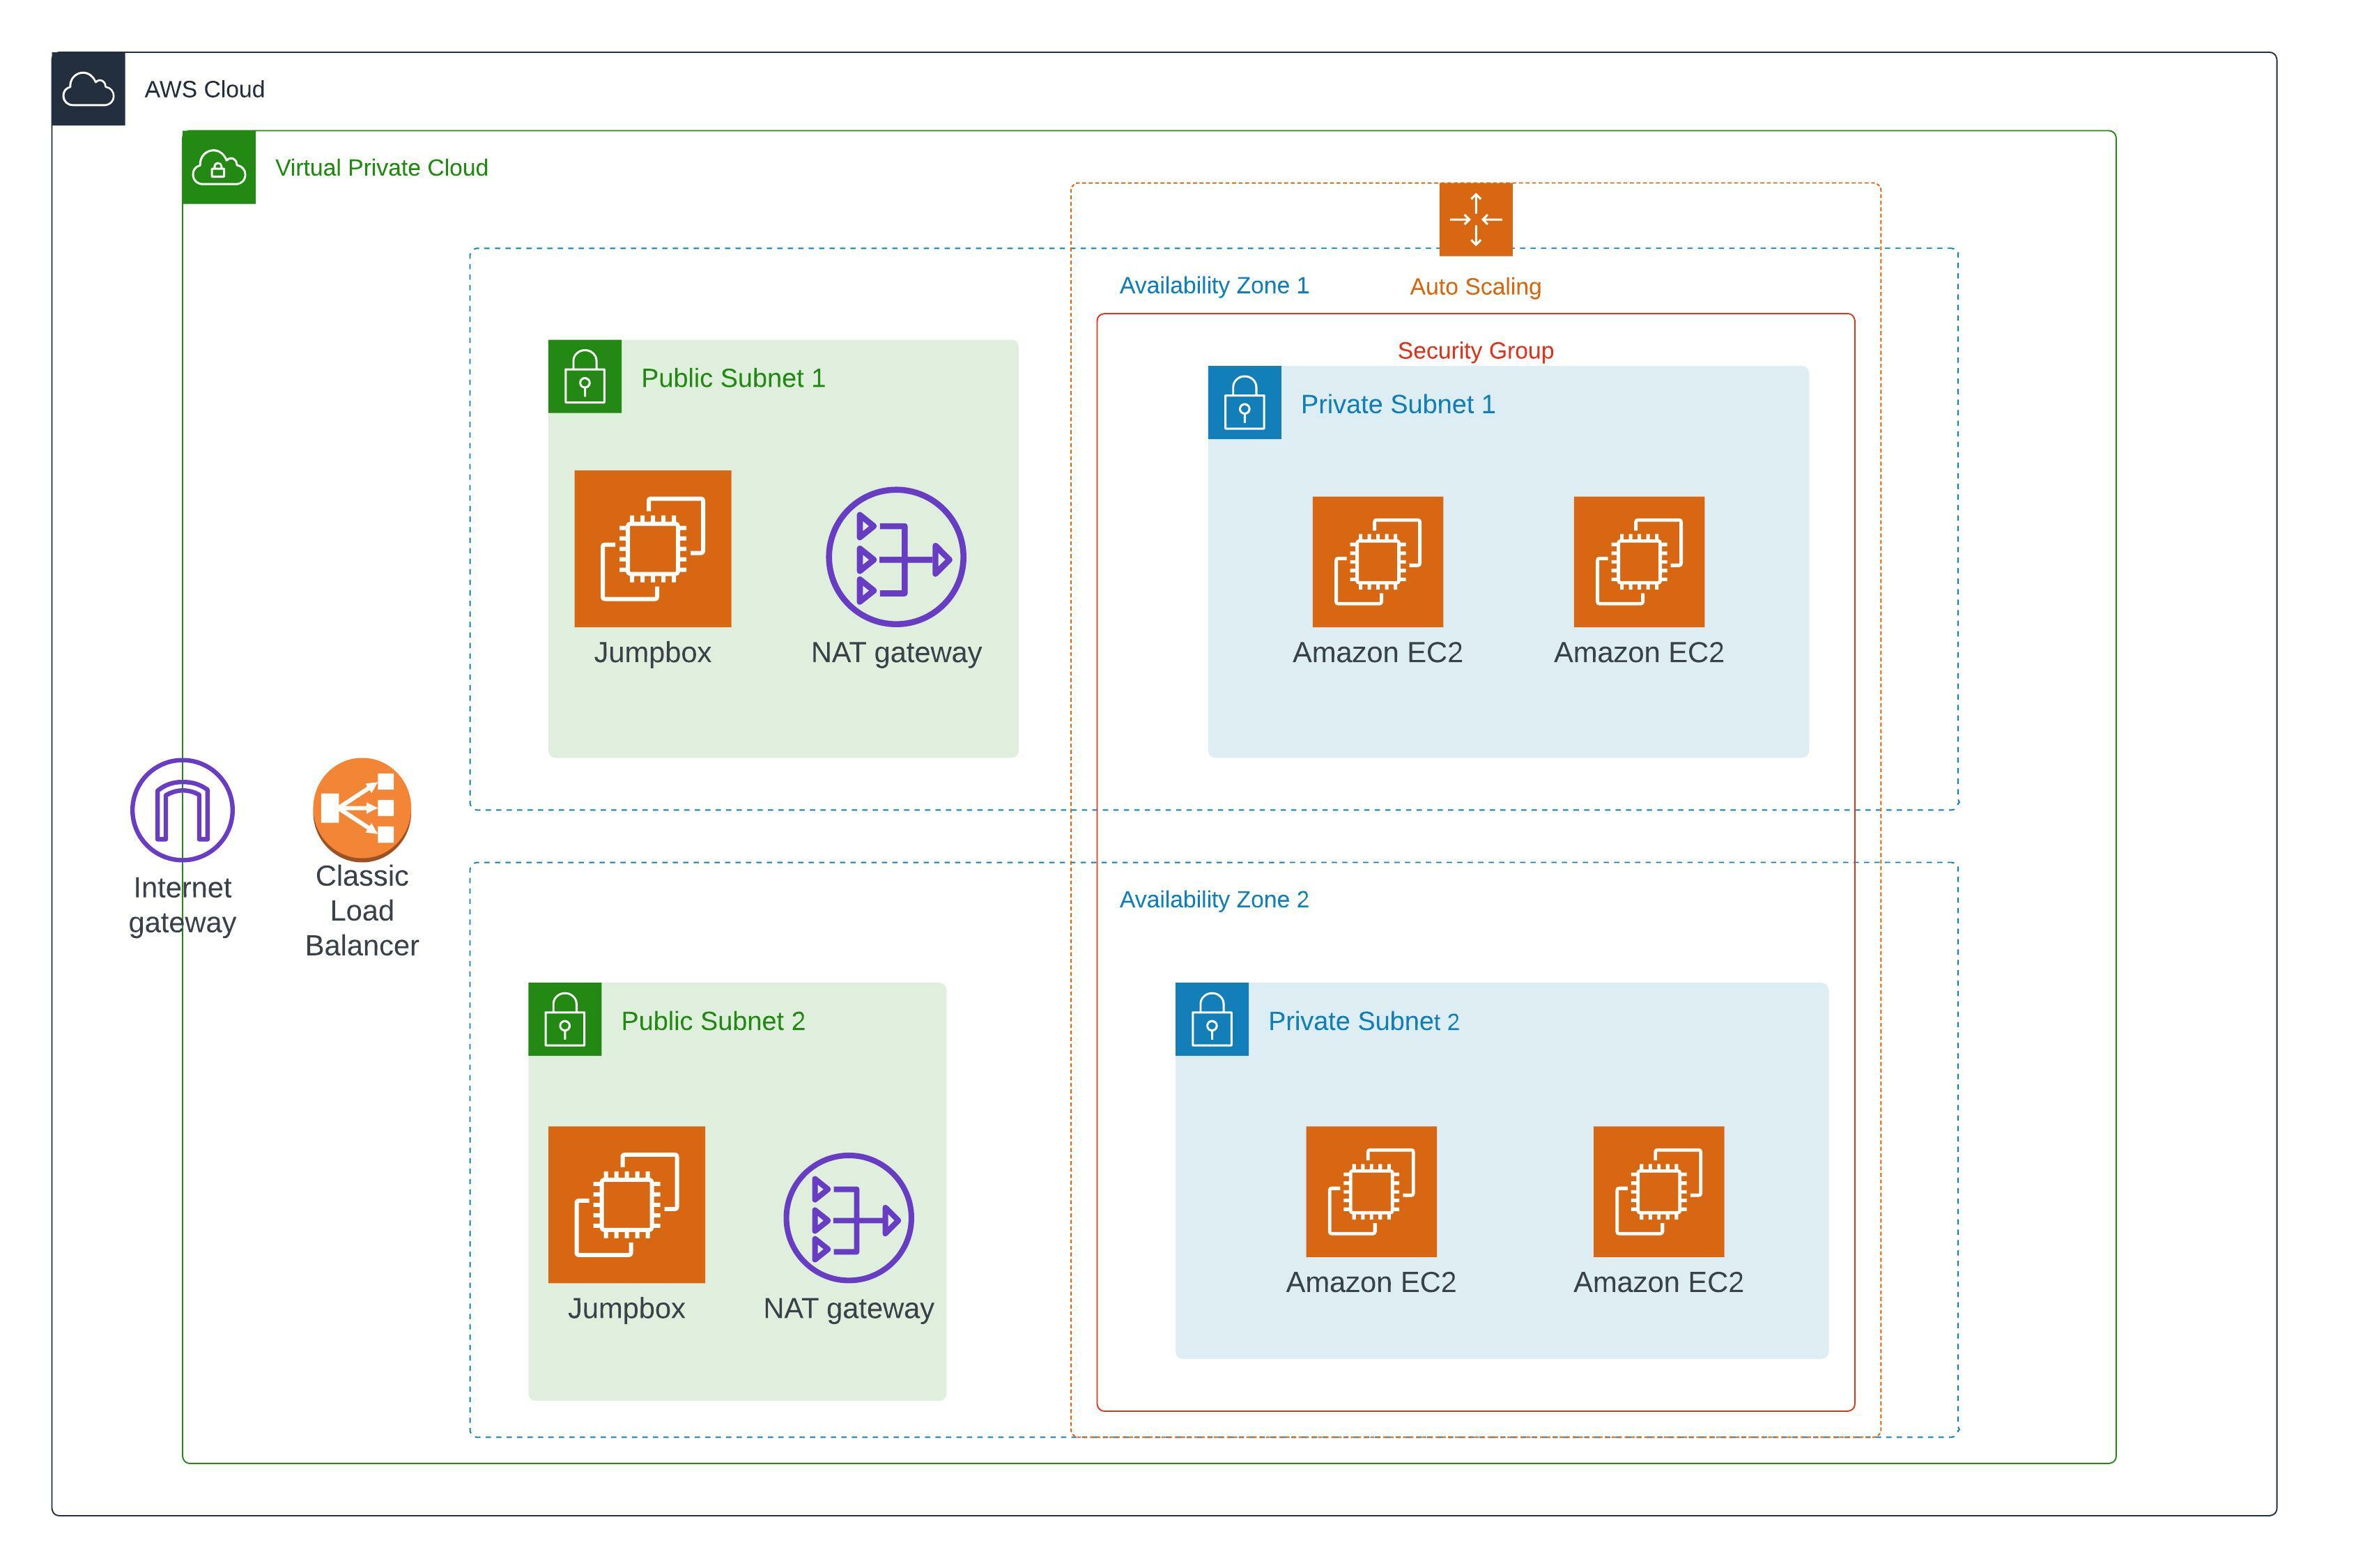 AWS Cloud
Virtual Private Cloud
Availability Zone 1
Auto Scaling
Security Group
Public Subnet 1
Private Subnet 1
Jumpbox
NAT gateway
Amazon EC2
Amazon EC2
Internet
gateway
Classic
Load
Balancer
Availability Zone 2
Public Subnet 2
Private Subnet 2
Jumpbox
NAT gateway
Amazon EC2
Amazon EC2